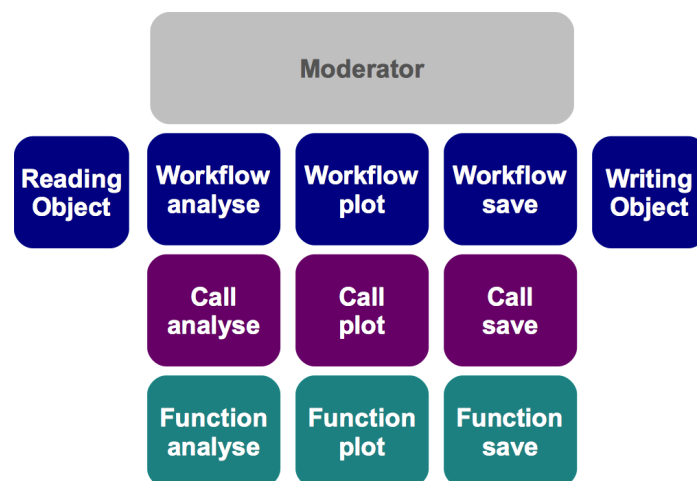 Moderator
Reading
Object
Workflow
analyse
Workflow
plot
Workflow
save
Writing
Object
Call
analyse
Call
plot
Call
save
Function
analyse
Function
plot
Function
save